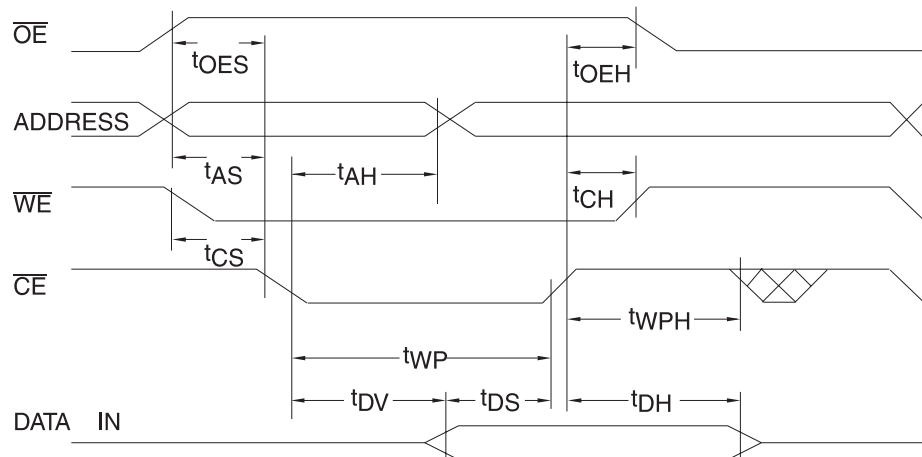 OE
tOES
tOEH
ADDRESS
tAS
tAH
tCH
WE
tCS
CE
tWPH
tWP
tDV tDS tDH
DATA IN